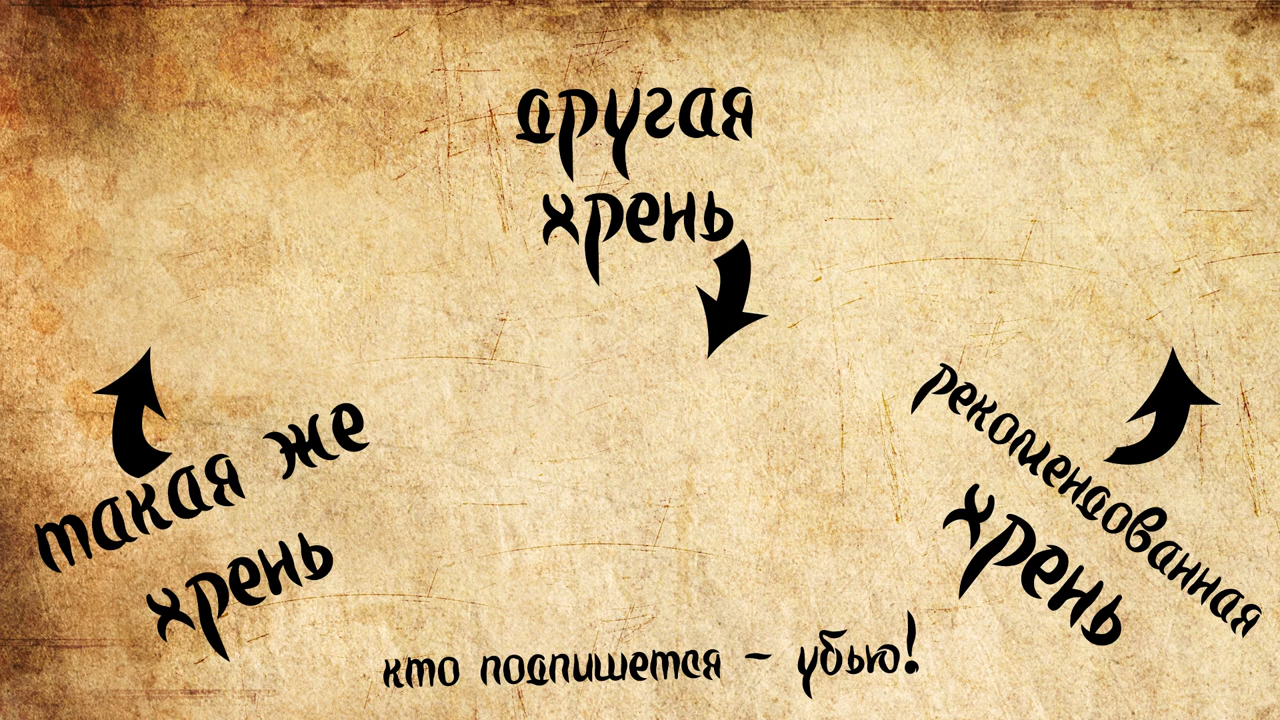 другая
хрень
такая же
хрень
рекомендованная
хрень
кто подпишется - убью!